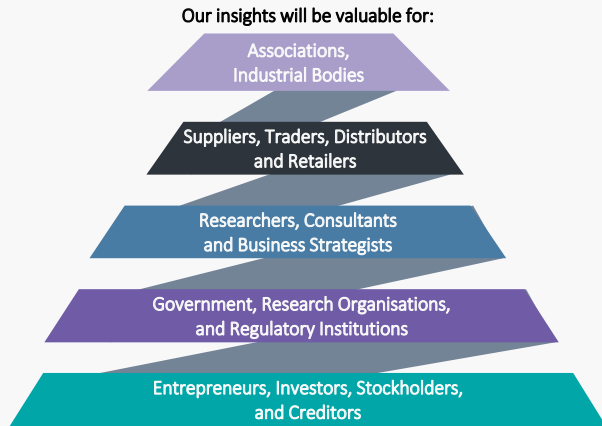 Our insights will be valuable for:
Associations,
Industrial Bodies
Suppliers, Traders, Distributors
and Retailers
Researchers, Consultants
and Business Strategists
Government, Research Organisations,
and Regulatory Institutions
Entrepreneurs, Investors, Stockholders,
and Creditors